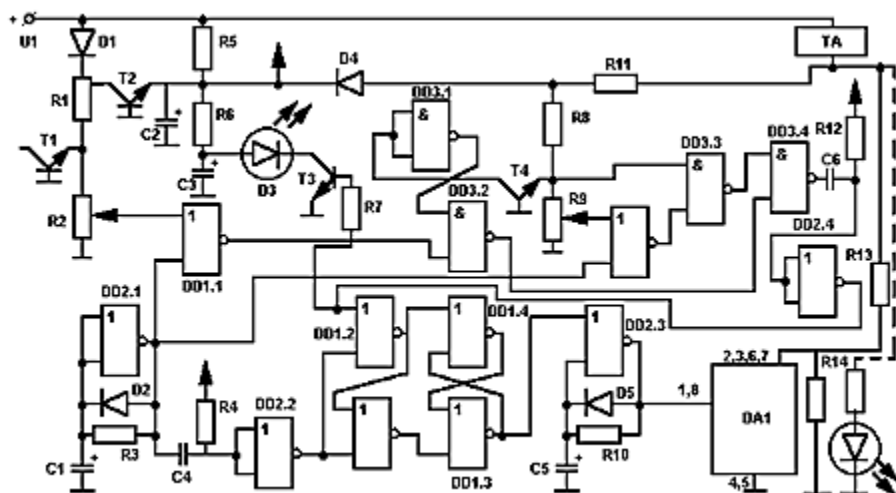 + U1
D1
R5
TA
T2
D4
R11
R1
R6
DD3.1
&
R8
DD3.4
R12
C2 +
DD3.3
T1
T4
&
&
C6
C3 +
D3
T3
DD3.2
R2
R7
&
R9
1
DD2.4
1
DD1.1
1
R13
DD2.1
1
DD1.2
1
1
DD1.4
1
DD2.3
2,3,6,7
R14
D2
R4
DD2.2
D5
1,8
DA1
R3
1
1
1
R10
C1 +
C4
DD1.3
C5 +
4,5